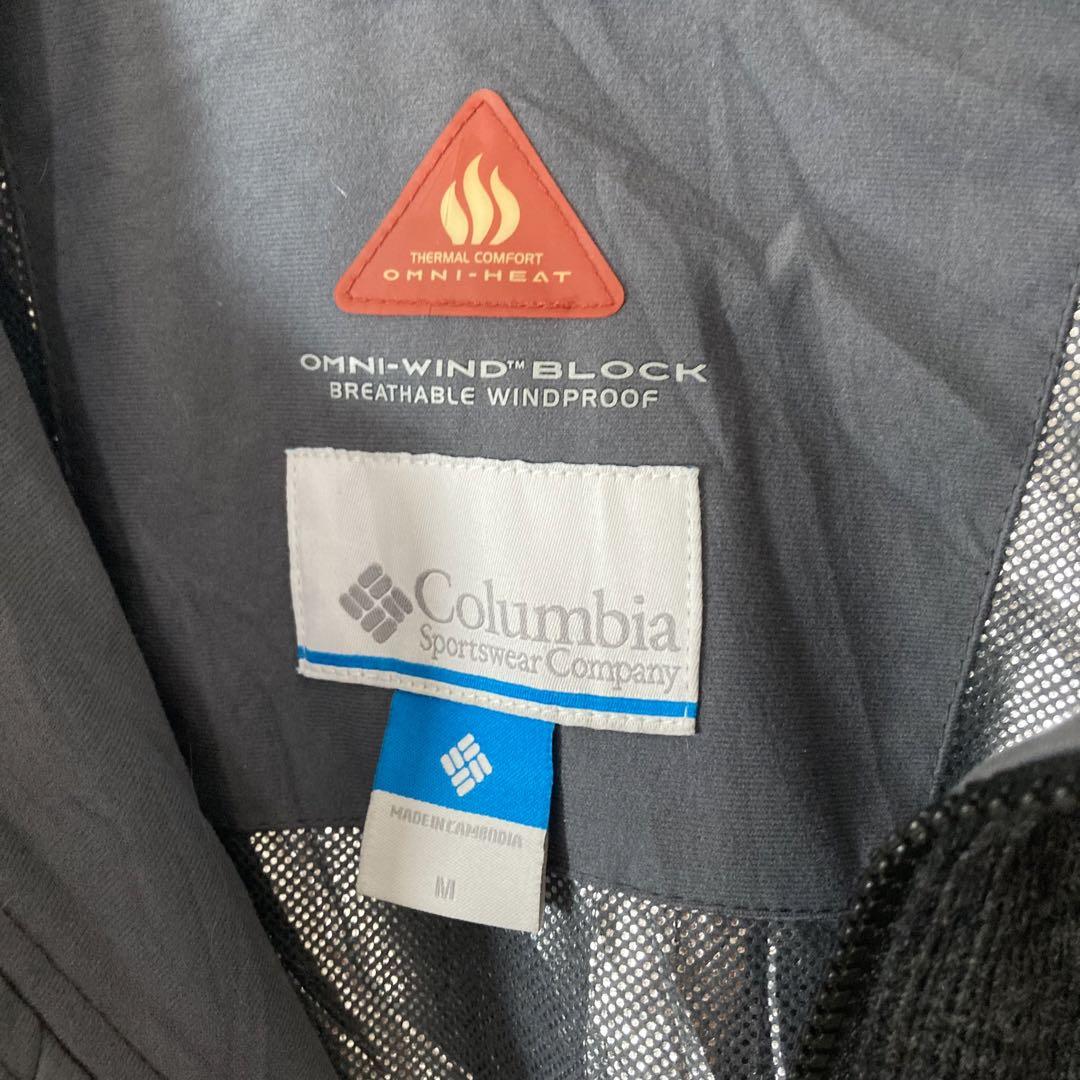 THERMAL COMFORT
OMNI-HEAT
OMNI-WIND™ BLOCK
BREATHABLE WINDPROOF
Columbia
Sportswear Company
MADE IN CAMBODIA
M